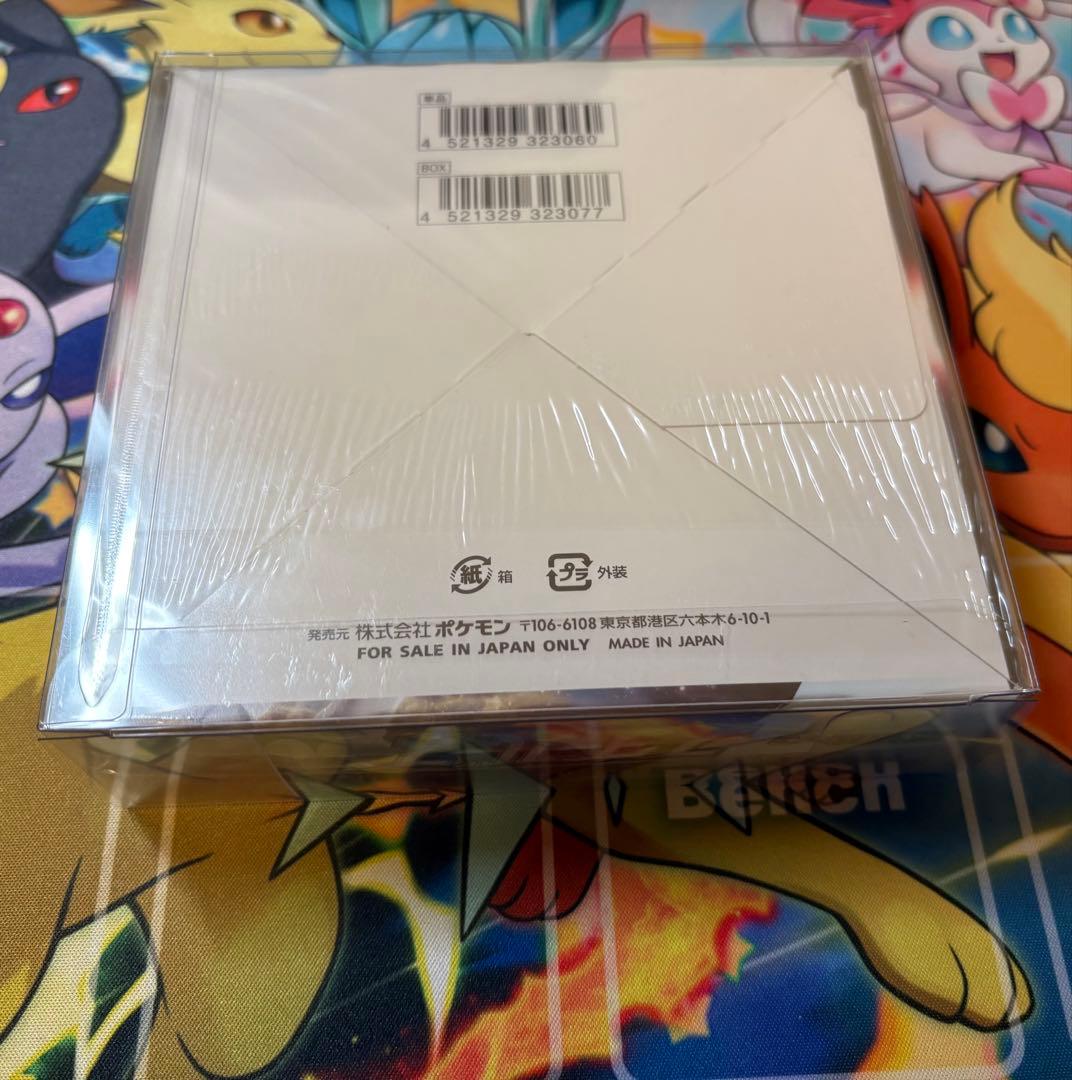 単品
4 521329 323060
BOX
4 521329 323077
紙 箱 プラ 外装
発売元 株式会社 ポケモン 〒106-6108 東京都港区六本木6-10-1
FOR SALE IN JAPAN ONLY MADE IN JAPAN
BENCH